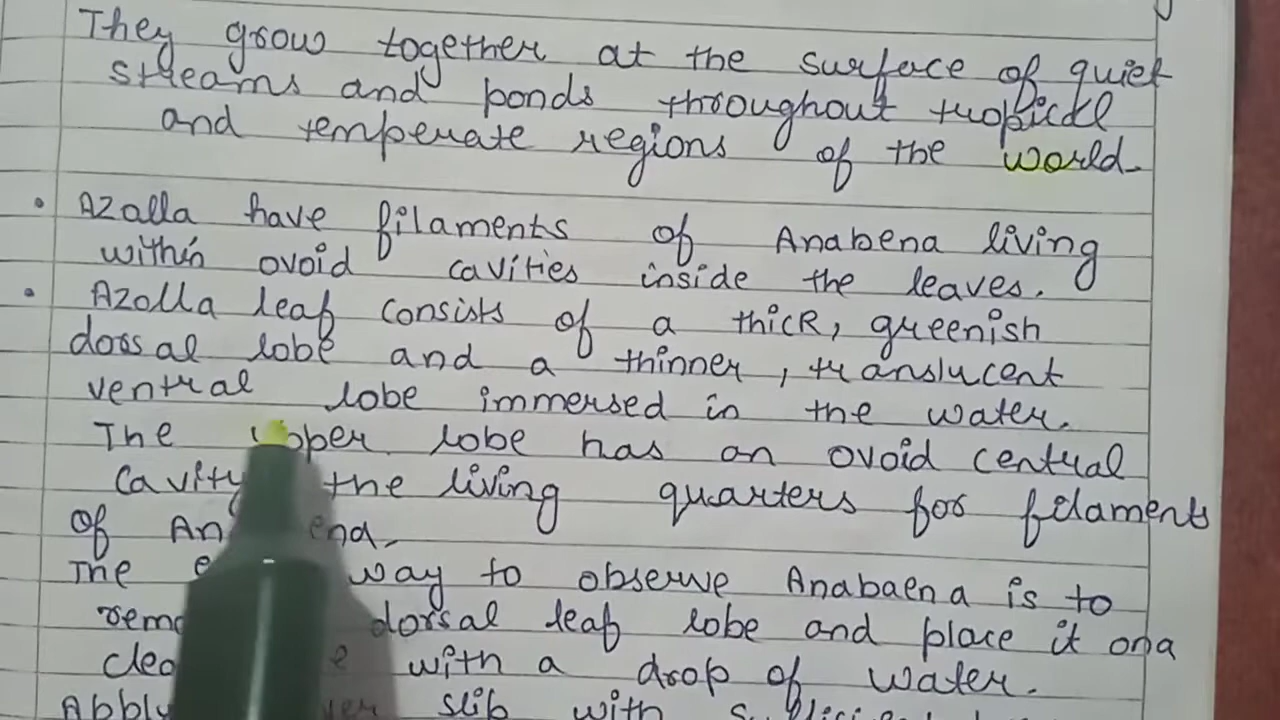 They grow together at the surface of quiet
streams and ponds throughout tropical
and temperate regions of the world.
• Azalla have filaments of Anabena living
within ovoid cavities inside the leaves.
• Azolla leaf consists of a thick, greenish
dorsal lobe and a thinner, translucent
ventral lobe immersed in the water.
The upper lobe has an ovoid central
cavity the living quarters for filaments
of
The way to observe Anabaena is to
dorsal leaf lobe and place it on a
with a drop of water.
slip with